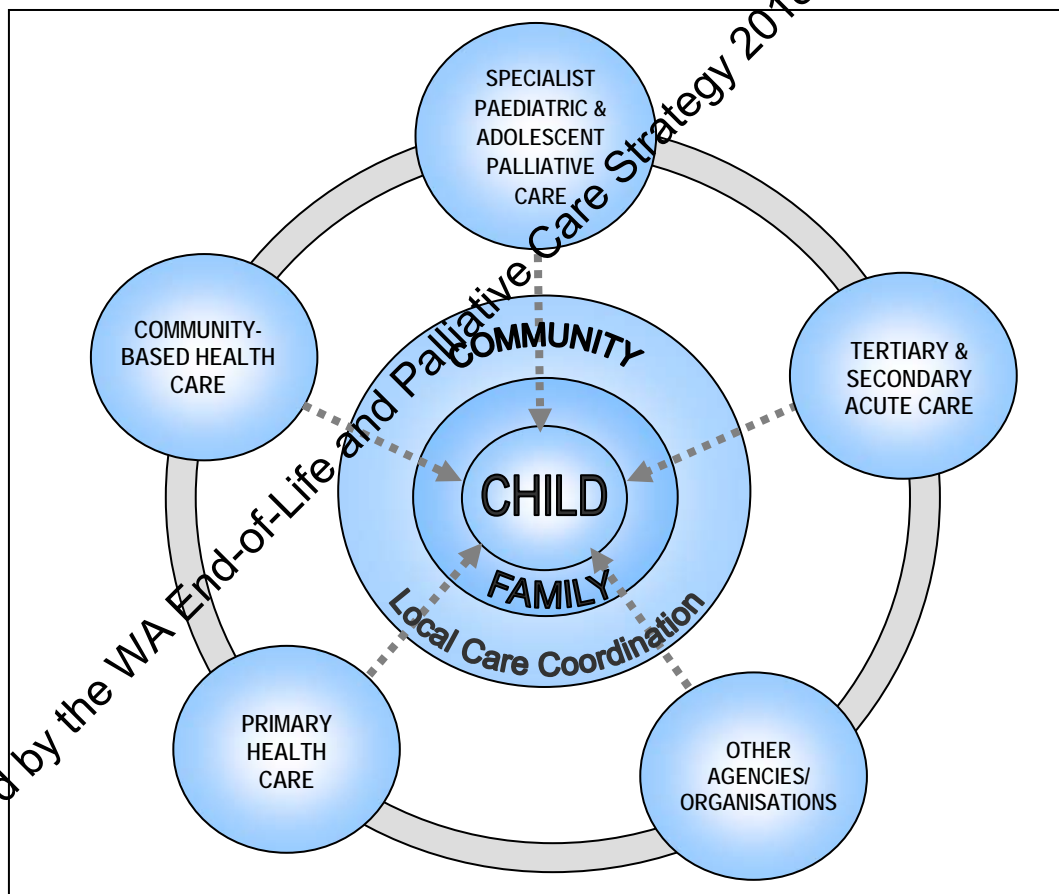 SPECIALIST
PAEDIATRIC &
ADOLESCENT
PALLIATIVE
CARE
COMMUNITY-
BASED HEALTH
CARE
TERTIARY &
SECONDARY
ACUTE CARE
COMMUNITY
CHILD
FAMILY
Local Care Coordination
PRIMARY
HEALTH
CARE
OTHER
AGENCIES/
ORGANISATIONS
by the WA End-of-Life and Palliative Care Strategy